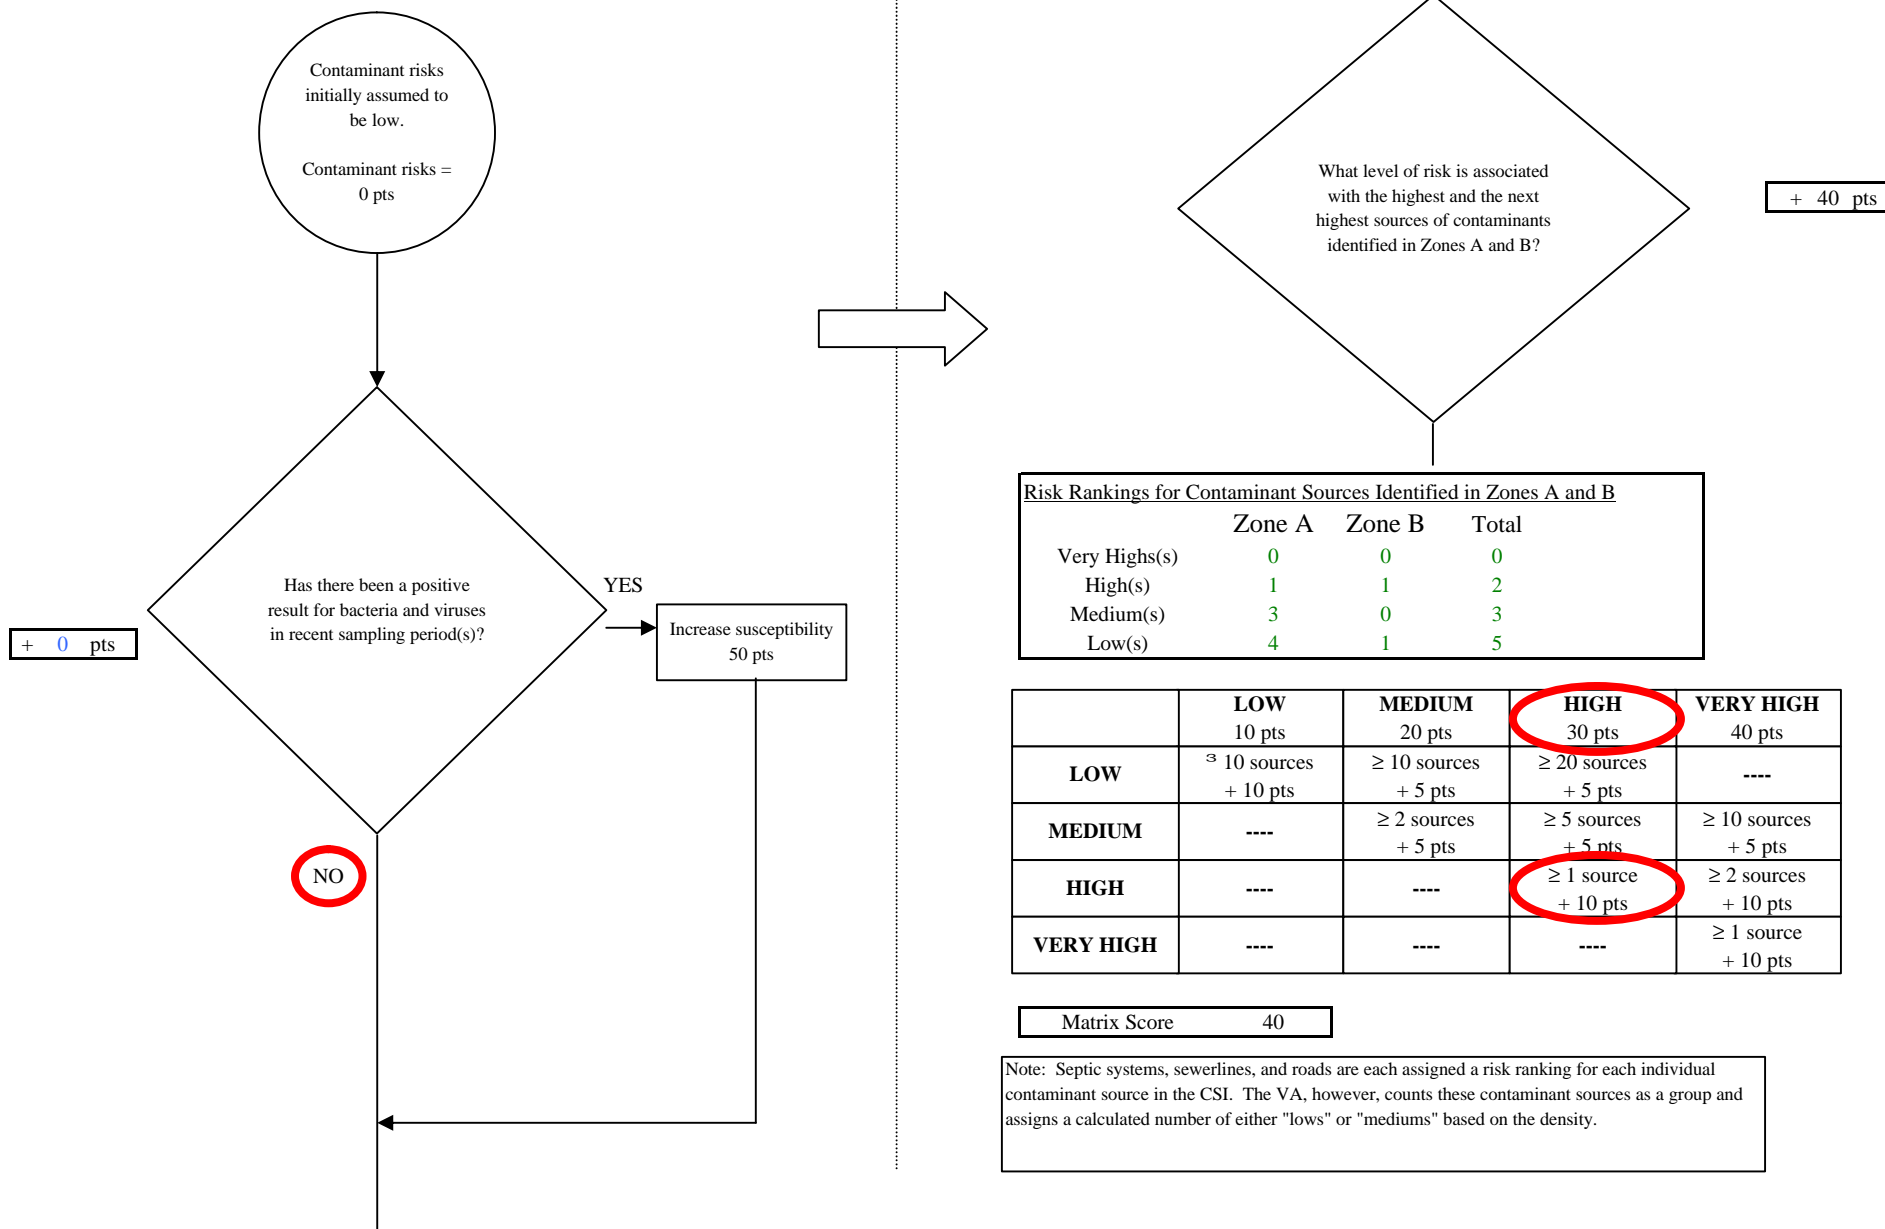 Contaminant risks
initially assumed to
be low.
Contaminant risks =
0 pts
Has there been a positive
result for bacteria and viruses
in recent sampling period(s)?
+ 0 pts
YES
Increase susceptibility
50 pts
NO
What level of risk is associated
with the highest and the next
highest sources of contaminants
identified in Zones A and B?
+ 40 pts
Risk Rankings for Contaminant Sources Identified in Zones A and B
Zone A Zone B Total
Very Highs(s) 0 0 0
High(s) 1 1 2
Medium(s) 3 0 3
Low(s) 4 1 5
LOW MEDIUM HIGH VERY HIGH
10 pts 20 pts 30 pts 40 pts
LOW ³ 10 sources ≥ 10 sources ≥ 20 sources ----
+ 10 pts + 5 pts + 5 pts
MEDIUM ---- ≥ 2 sources ≥ 5 sources ≥ 10 sources
+ 5 pts + 5 pts + 5 pts
HIGH ---- ---- ≥ 1 source ≥ 2 sources
+ 10 pts + 10 pts
VERY HIGH ---- ---- ---- ≥ 1 source
+ 10 pts
Matrix Score 40
Note: Septic systems, sewerlines, and roads are each assigned a risk ranking for each individual
contaminant source in the CSI. The VA, however, counts these contaminant sources as a group and
assigns a calculated number of either "lows" or "mediums" based on the density.